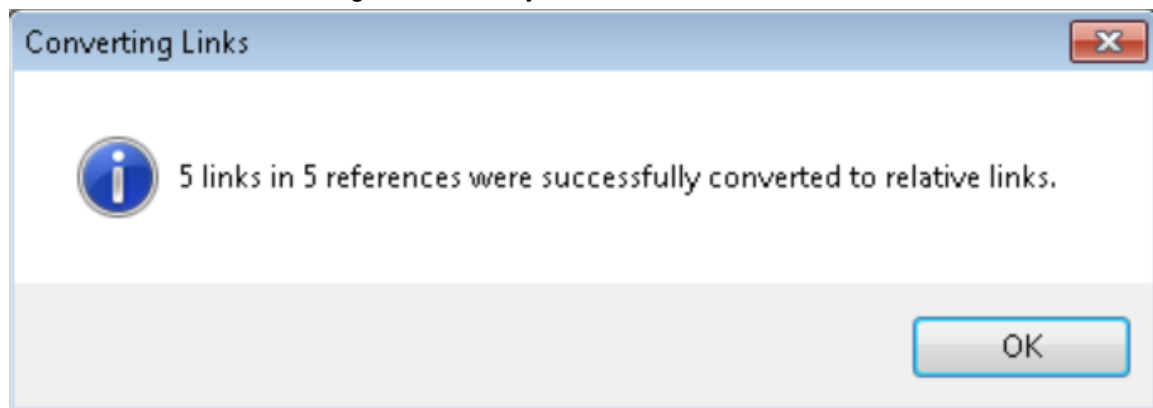 Converting Links
5 links in 5 references were successfully converted to relative links.
OK